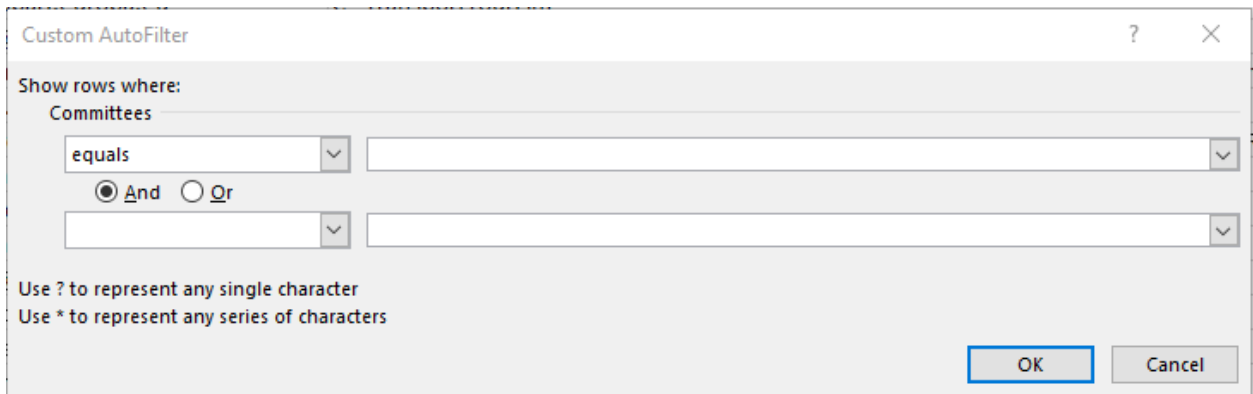 Custom AutoFilter ?
Show rows where:
Committees
equals
And Or
Use ? to represent any single character
Use * to represent any series of characters
OK Cancel